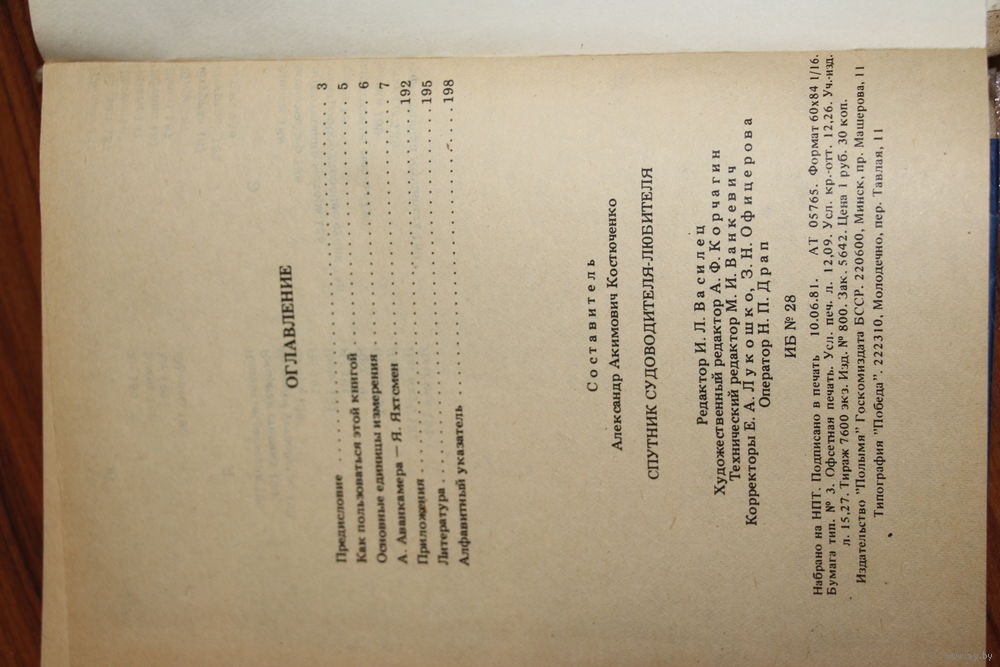 ОГЛАВЛЕНИЕ
Предисловие . . . . . . . . . . . . . . . . . . . . . . . . . . . . . . 3
Как пользоваться этой книгой . . . . . . . . . . . . . . . . . . . . 5
Основные единицы измерения . . . . . . . . . . . . . . . . . . . . 6
А. Аванкамера — Я. Яхтсмен . . . . . . . . . . . . . . . . . . . . 7
Приложения . . . . . . . . . . . . . . . . . . . . . . . . . . . . . . 192
Литература . . . . . . . . . . . . . . . . . . . . . . . . . . . . . . 195
Алфавитный указатель . . . . . . . . . . . . . . . . . . . . . . . . 198
Составитель
Александр Акимович Костюченко
СПУТНИК СУДОВОДИТЕЛЯ-ЛЮБИТЕЛЯ
Редактор И. Л. Василец
Художественный редактор А. Ф. Корчагин
Технический редактор М. И. Ванкевич
Корректоры Е. А. Лукошко, З. Н. Офицерова
Оператор Н. П. Драп
ИБ № 28
Набрано на НПТ. Подписано в печать 10.06.81. АТ 05765. Формат 60х84 1/16.
Бумага тип. № 3. Офсетная печать. Усл. печ. л. 12,09. Усл. кр.-отт. 12,26. Уч.-изд.
л. 15,27. Тираж 7600 экз. Изд. № 800. Зак. 5642. Цена 1 руб. 30 коп.
Издательство "Полымя" Госкомиздата БССР. 220600, Минск, пр. Машерова, 11
Типография "Победа". 222310, Молодечно, пер. Тавлая, 11